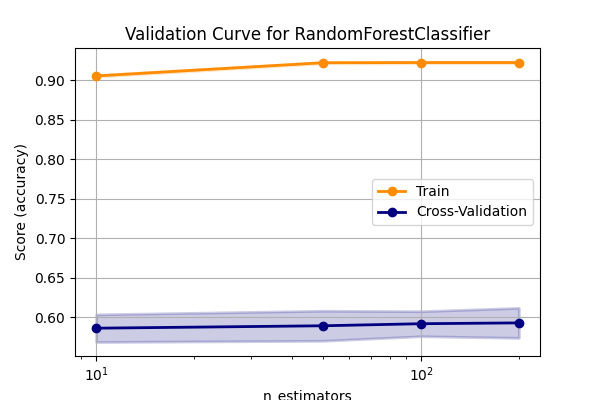 Validation Curve for RandomForestClassifier
Score (accuracy)
0.90
0.85
0.80
0.75
0.70
0.65
0.60
Train
Cross-Validation
10¹
10²
n_estimators